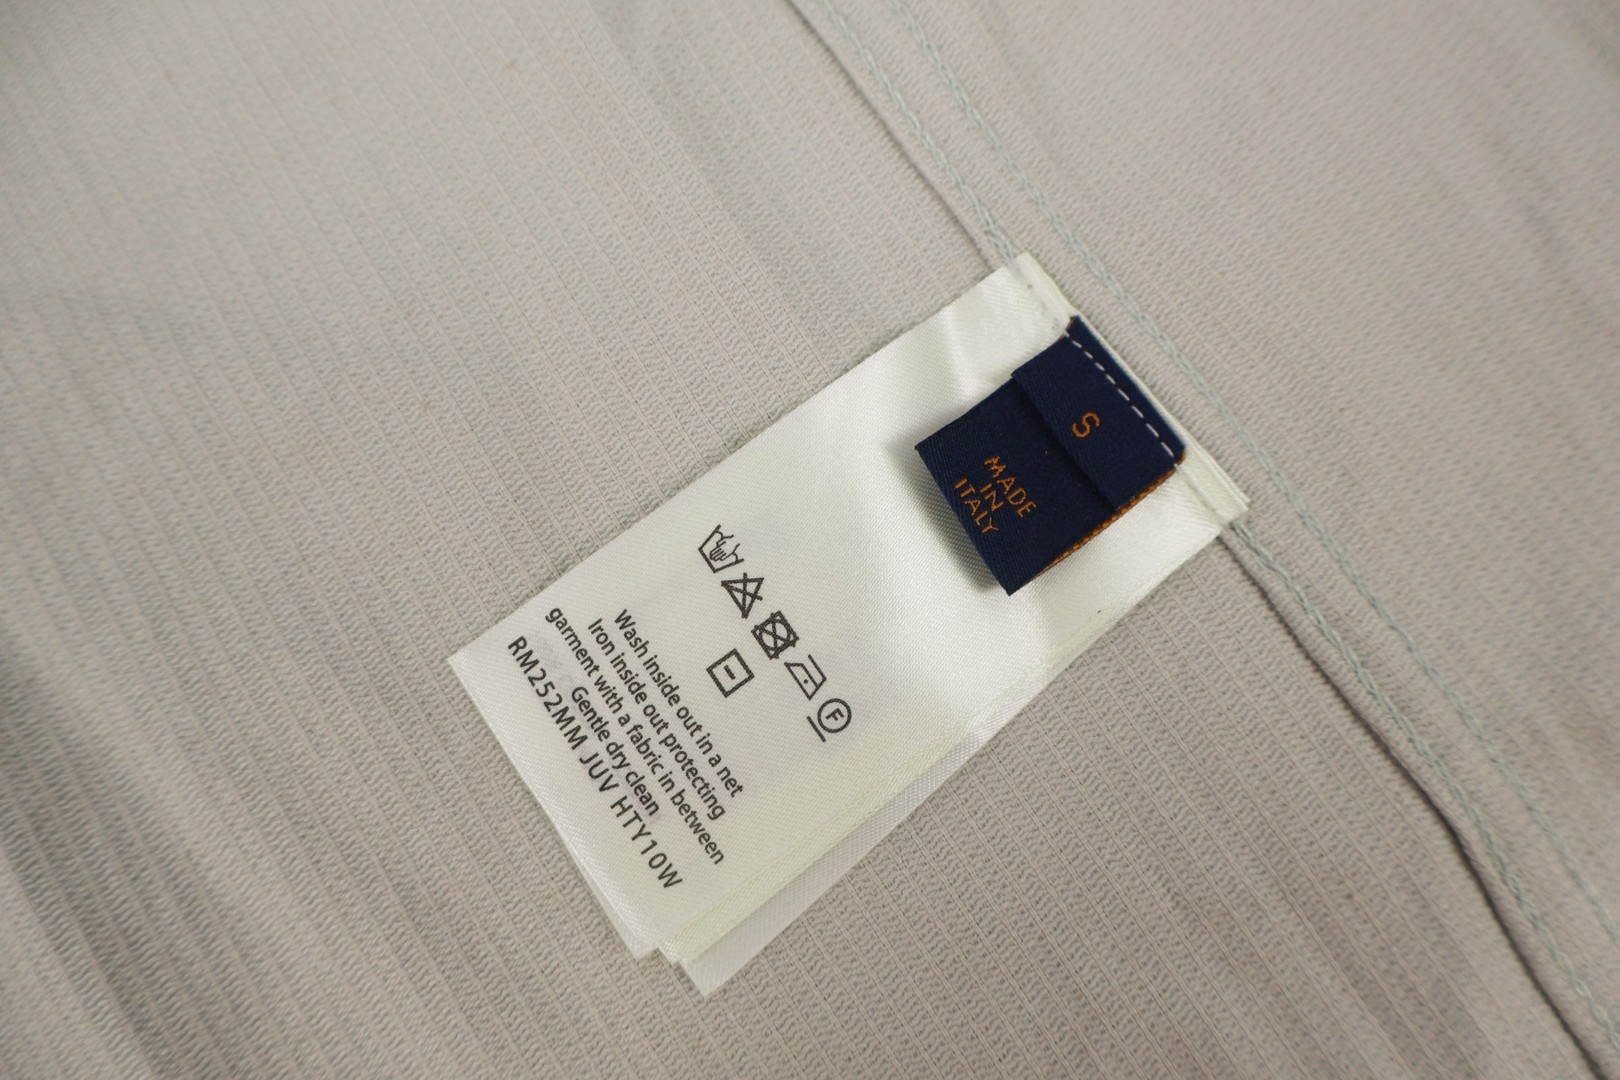 S
MADE
IN
ITALY
F
Wash inside out in a net
Iron inside out protecting
garment with a fabric in between
Gentle dry clean
RM252MM JUV HTY10W